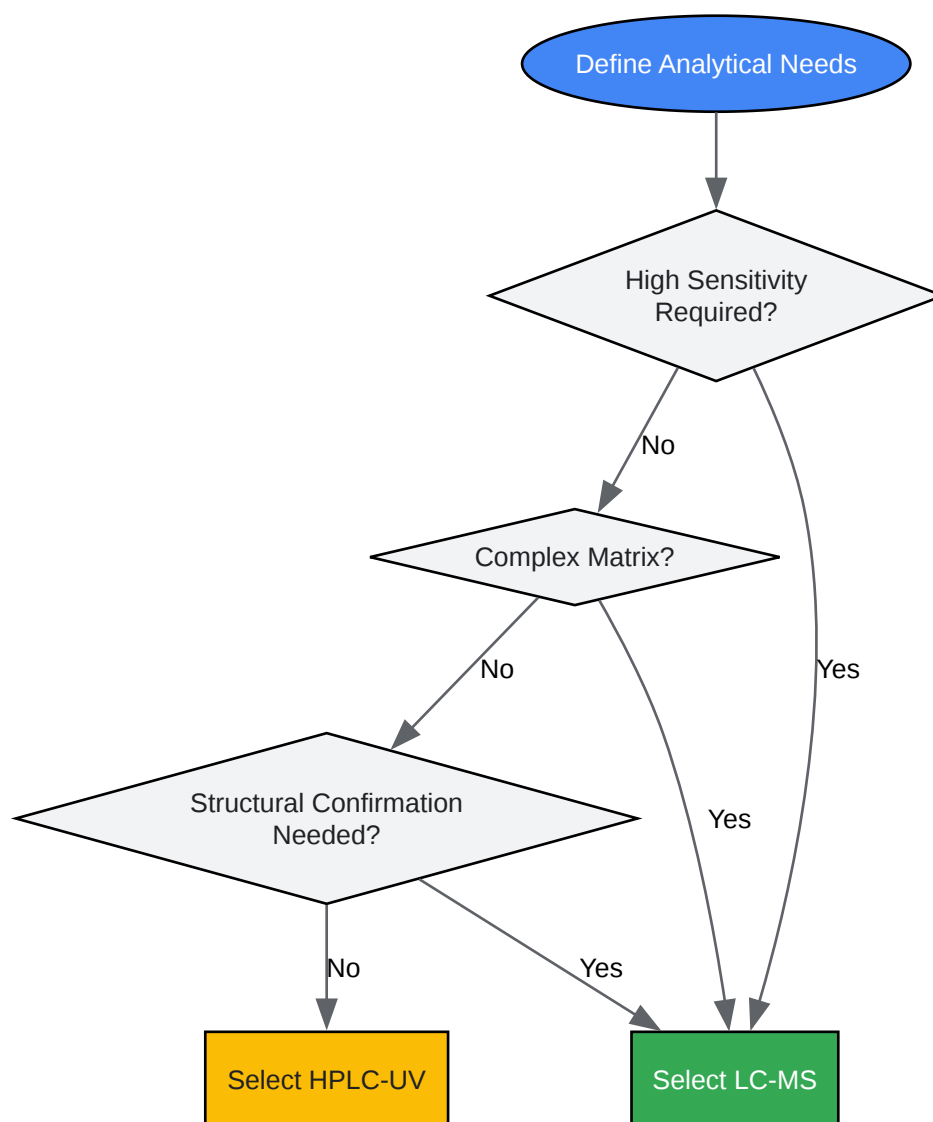 Define Analytical Needs
High Sensitivity
Required?
No
Complex Matrix?
No
Yes
Structural Confirmation
Needed?
Yes
No
Yes
Select HPLC-UV
Select LC-MS